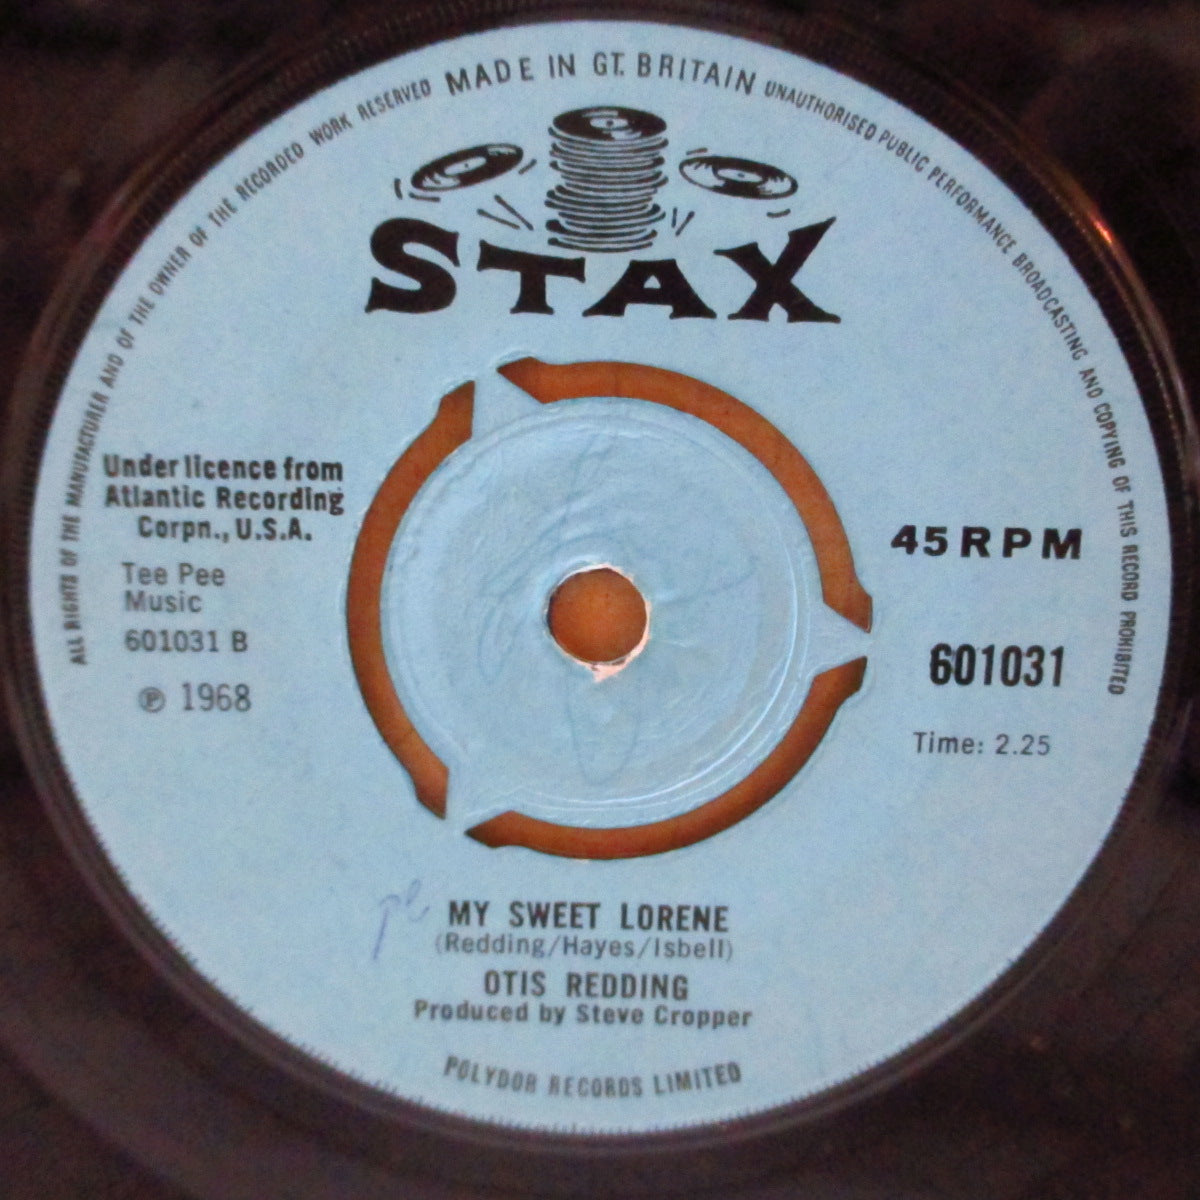 ALL RIGHTS OF THE MANUFACTURER AND OF THE OWNER OF THE RECORDED WORK RESERVED MADE IN GT. BRITAIN UNAUTHORISED PUBLIC PERFORMANCE BROADCASTING AND COPYING OF THIS RECORD PROHIBITED
STAX
Under licence from
Atlantic Recording
Corpn., U.S.A.
Tee Pee
Music
601031 B
℗ 1968
45 RPM
601031
Time: 2.25
MY SWEET LORENE
(Redding/Hayes/Isbell)
OTIS REDDING
Produced by Steve Cropper
POLYDOR RECORDS LIMITED